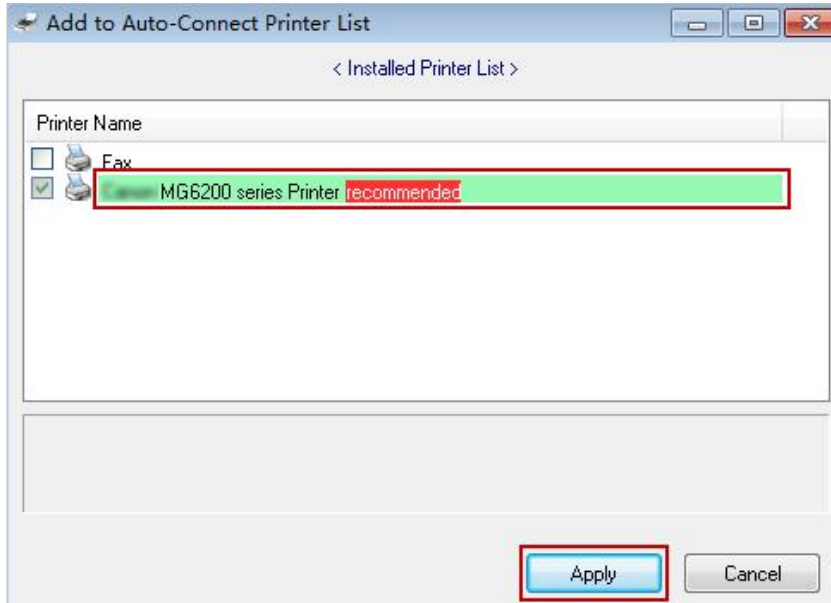 Add to Auto-Connect Printer List
< Installed Printer List >
Printer Name
Fax
MG6200 series Printer recommended
Apply
Cancel